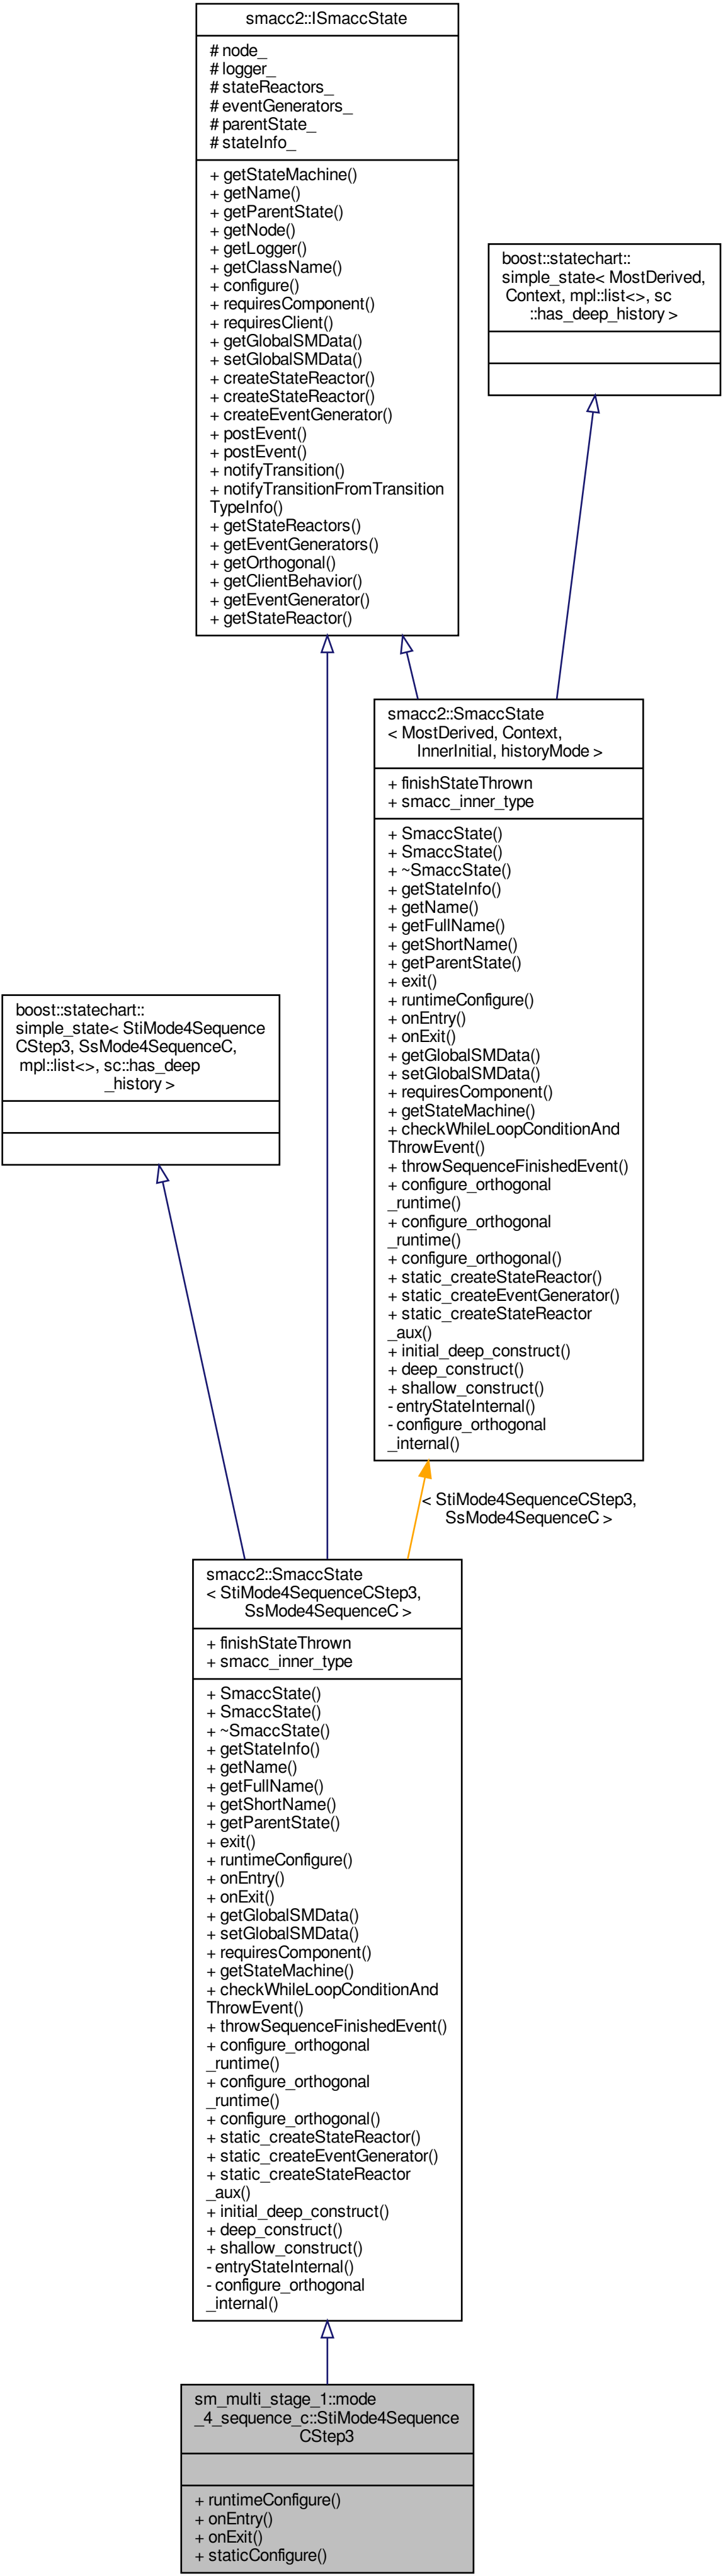 smacc2::ISmaccState
# node_
# logger_
# stateReactors_
# eventGenerators_
# parentState_
# stateInfo_
+ getStateMachine()
+ getName()
+ getParentState()
+ getNode()
+ getLogger()
+ getClassName()
+ configure()
+ requiresComponent()
+ requiresClient()
+ getGlobalSMData()
+ setGlobalSMData()
+ createStateReactor()
+ createStateReactor()
+ createEventGenerator()
+ postEvent()
+ postEvent()
+ notifyTransition()
+ notifyTransitionFromTransition
TypeInfo()
+ getStateReactors()
+ getEventGenerators()
+ getOrthogonal()
+ getClientBehavior()
+ getEventGenerator()
+ getStateReactor()
boost::statechart::
simple_state< MostDerived,
Context, mpl::list<>, sc
::has_deep_history >
smacc2::SmaccState
< MostDerived, Context,
InnerInitial, historyMode >
+ finishStateThrown
+ smacc_inner_type
+ SmaccState()
+ SmaccState()
+ ~SmaccState()
+ getStateInfo()
+ getName()
+ getFullName()
+ getShortName()
+ getParentState()
+ exit()
+ runtimeConfigure()
+ onEntry()
+ onExit()
+ getGlobalSMData()
+ setGlobalSMData()
+ requiresComponent()
+ getStateMachine()
+ checkWhileLoopConditionAnd
ThrowEvent()
+ throwSequenceFinishedEvent()
+ configure_orthogonal
_runtime()
+ configure_orthogonal
_runtime()
+ configure_orthogonal()
+ static_createStateReactor()
+ static_createEventGenerator()
+ static_createStateReactor
_aux()
+ initial_deep_construct()
+ deep_construct()
+ shallow_construct()
- entryStateInternal()
- configure_orthogonal
_internal()
boost::statechart::
simple_state< StiMode4Sequence
CStep3, SsMode4SequenceC,
mpl::list<>, sc::has_deep
_history >
< StiMode4SequenceCStep3,
SsMode4SequenceC >
smacc2::SmaccState
< StiMode4SequenceCStep3,
SsMode4SequenceC >
+ finishStateThrown
+ smacc_inner_type
+ SmaccState()
+ SmaccState()
+ ~SmaccState()
+ getStateInfo()
+ getName()
+ getFullName()
+ getShortName()
+ getParentState()
+ exit()
+ runtimeConfigure()
+ onEntry()
+ onExit()
+ getGlobalSMData()
+ setGlobalSMData()
+ requiresComponent()
+ getStateMachine()
+ checkWhileLoopConditionAnd
ThrowEvent()
+ throwSequenceFinishedEvent()
+ configure_orthogonal
_runtime()
+ configure_orthogonal
_runtime()
+ configure_orthogonal()
+ static_createStateReactor()
+ static_createEventGenerator()
+ static_createStateReactor
_aux()
+ initial_deep_construct()
+ deep_construct()
+ shallow_construct()
- entryStateInternal()
- configure_orthogonal
_internal()
sm_multi_stage_1::mode
_4_sequence_c::StiMode4Sequence
CStep3
+ runtimeConfigure()
+ onEntry()
+ onExit()
+ staticConfigure()